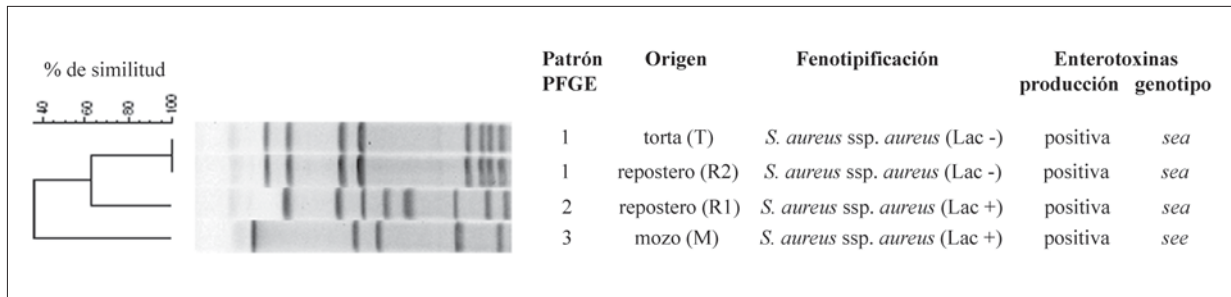 % de similitud
40 60 80 100
Patrón PFGE Origen Fenotipificación Enterotoxinas producción genotipo
1 torta (T) S. aureus ssp. aureus (Lac -) positiva sea
1 repostero (R2) S. aureus ssp. aureus (Lac -) positiva sea
2 repostero (R1) S. aureus ssp. aureus (Lac +) positiva sea
3 mozo (M) S. aureus ssp. aureus (Lac +) positiva see